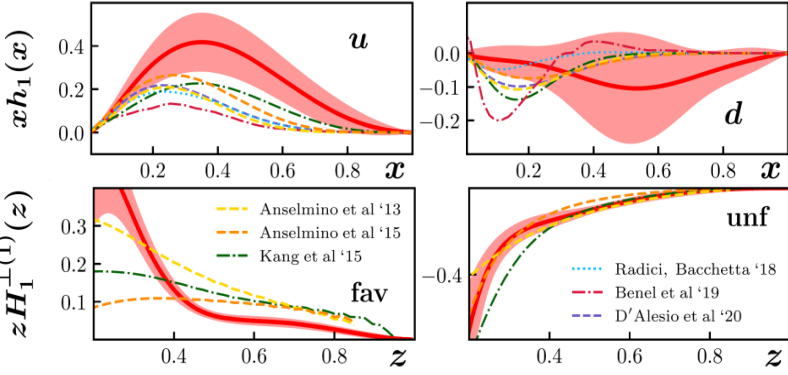 xh₁(x)
0.4
0.2
0.0
u
0.2 0.4 0.6 0.8 x
0.0
−0.1
−0.2
d
0.2 0.4 0.6 0.8 x
zH₁^⊥(1)(z)
0.3
0.2
0.1
Anselmino et al ‘13
Anselmino et al ‘15
Kang et al ‘15
fav
0.4 0.6 0.8 z
−0.4
unf
Radici, Bacchetta ‘18
Benel et al ‘19
D′Alesio et al ‘20
0.4 0.6 0.8 z